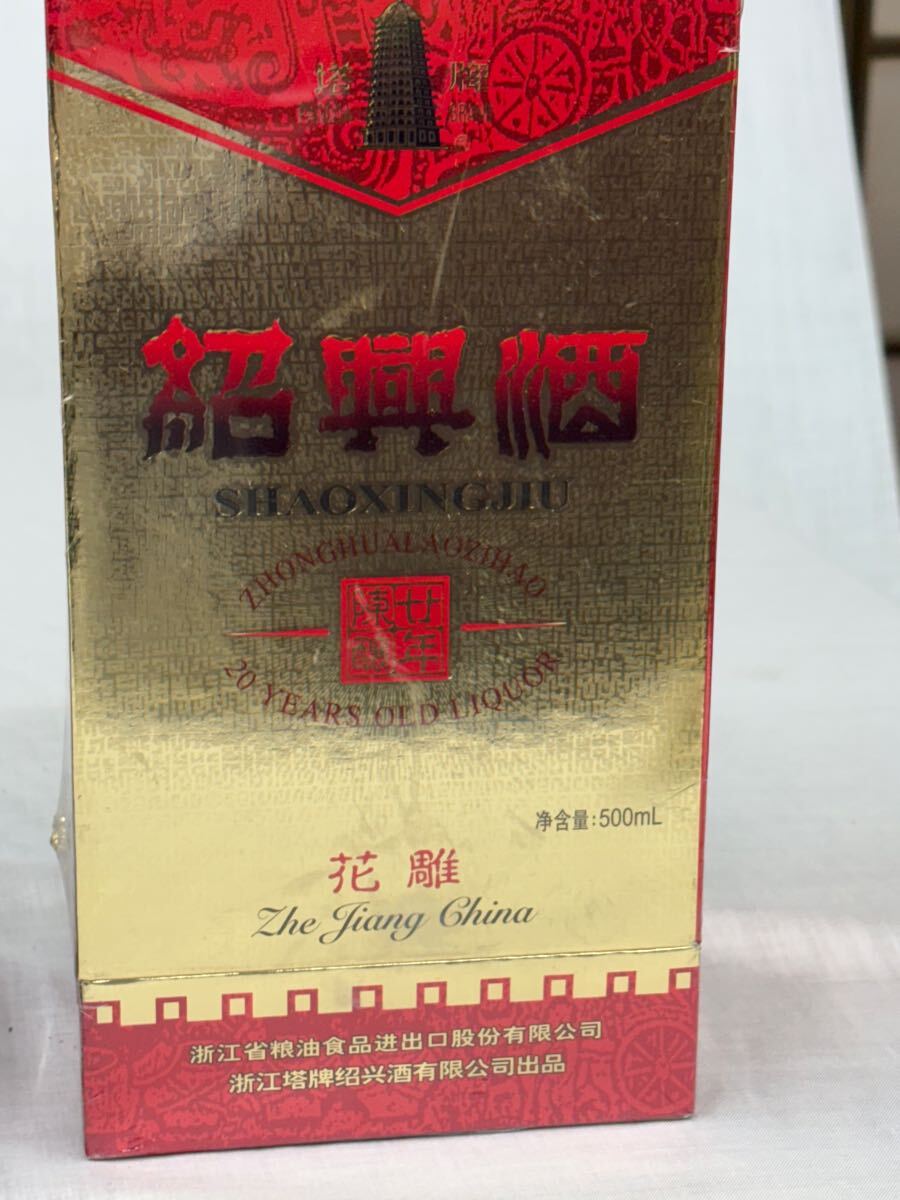 塔 牌
紹興酒
SHAOXINGJIU
ZHONGHUALAOZIHAO
廿年
陳
20 YEARS OLD LIQUOR
净含量:500mL
花雕
Zhe Jiang China
浙江省粮油食品进出口股份有限公司
浙江塔牌绍兴酒有限公司出品